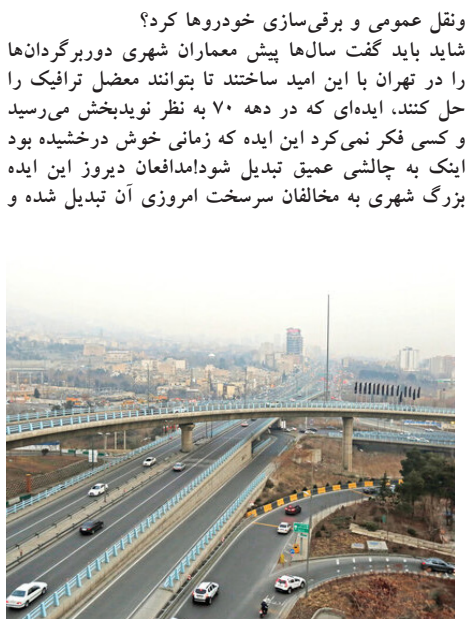 ونقل عمومی و برقی‌سازی خودروها کرد؟
شاید باید گفت سال‌ها پیش معماران شهری دوربرگردان‌ها
را در تهران با این امید ساختند تا بتوانند معضل ترافیک را
حل کنند، ایده‌ای که در دهه ۷۰ به نظر نویدبخش می‌رسید
و کسی فکر نمی‌کرد این ایده که زمانی خوش درخشیده بود
اینک به چالشی عمیق تبدیل شود!مدافعان دیروز این ایده
بزرگ شهری به مخالفان سرسخت امروزی آن تبدیل شده و